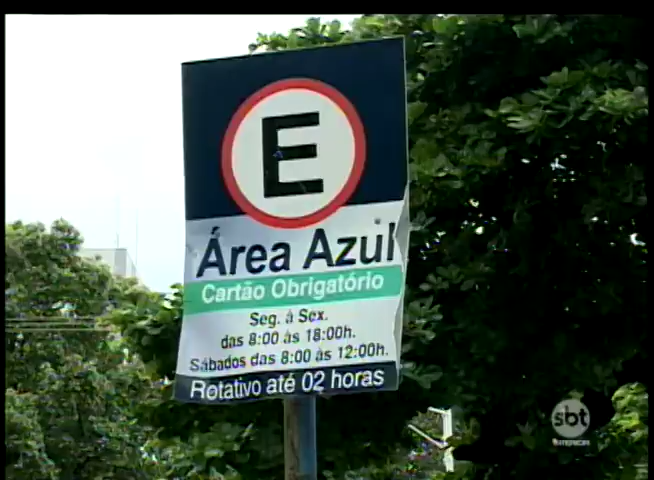 E
Área Azul
Cartão Obrigatório
Seg. à Sex.
das 8:00 às 18:00h.
Sábados das 8:00 às 12:00h.
Rotativo até 02 horas
sbt
INTERIOR